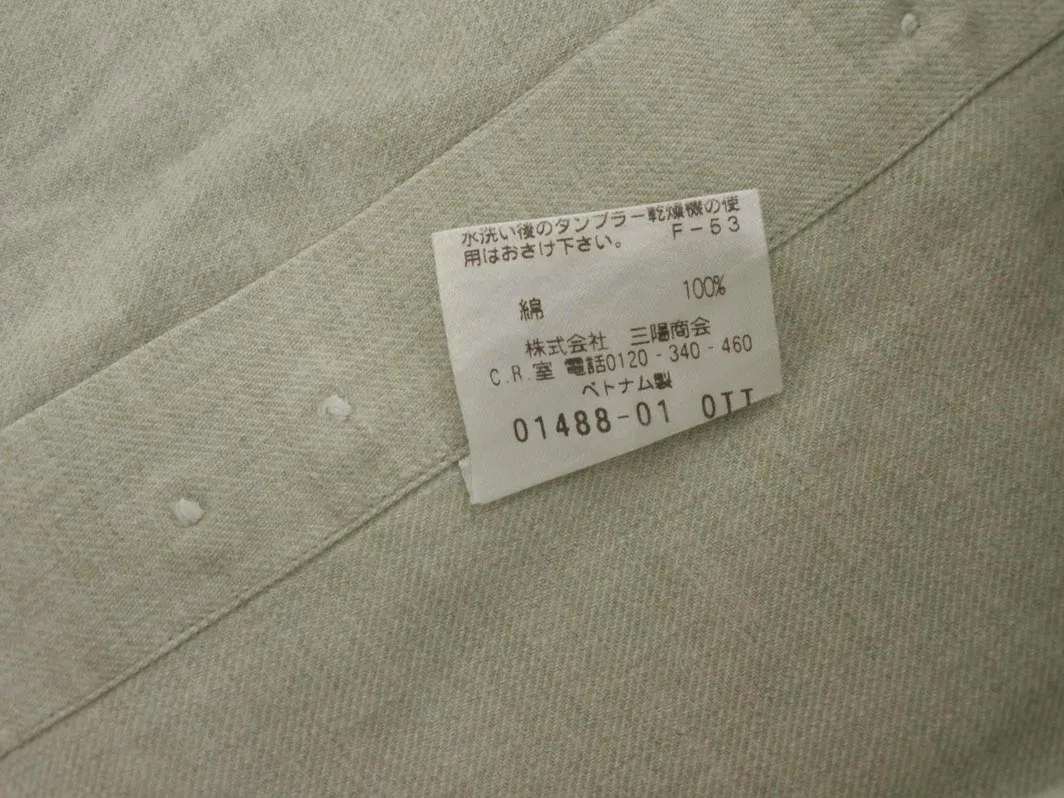 水洗い後のタンブラー乾燥機の使
用はおさけ下さい。 F-53
綿 100%
株式会社 三陽商会
C.R.室 電話0120-340-460
ベトナム製
01488-01